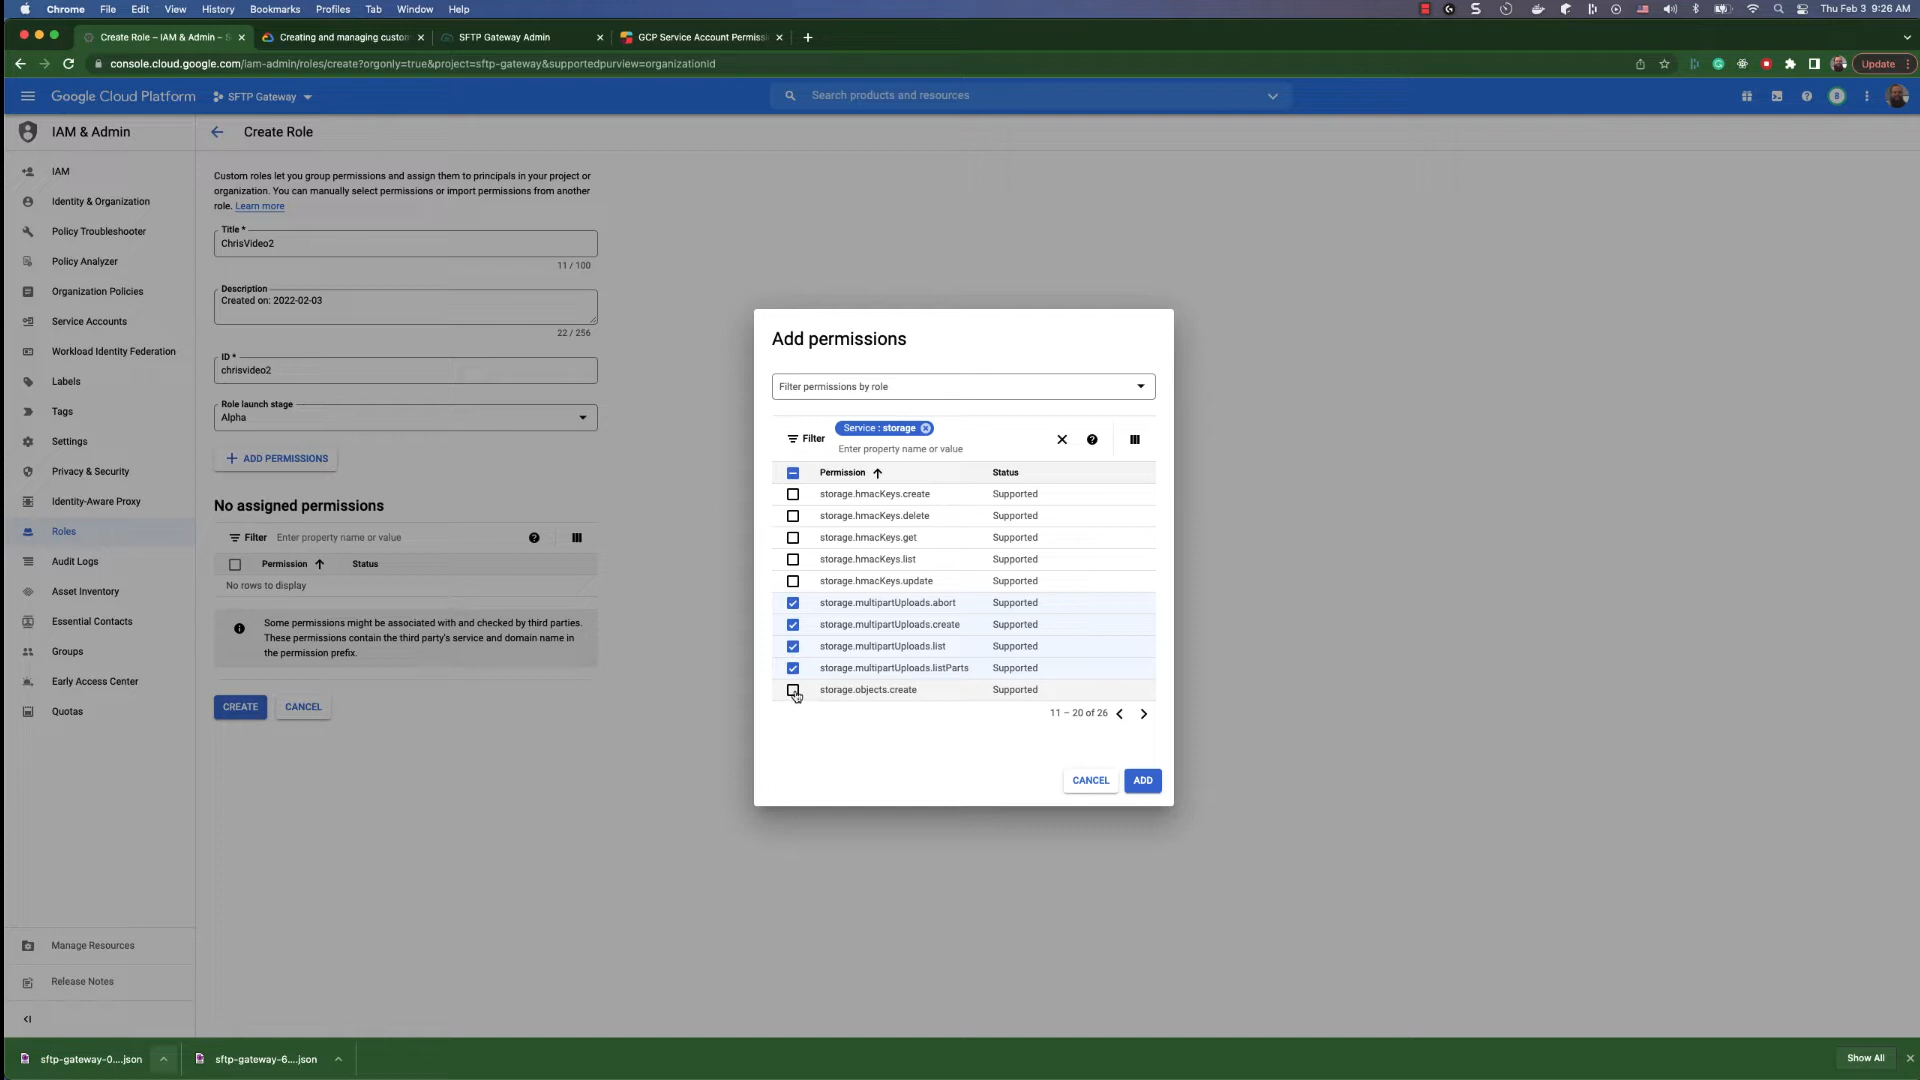 Chrome File Edit View History Bookmarks Profiles Tab Window Help Thu Feb 3 9:26 AM
Create Role – IAM & Admin – S Creating and managing custom SFTP Gateway Admin GCP Service Account Permissi
console.cloud.google.com/iam-admin/roles/create?orgonly=true&project=sftp-gateway&supportedpurview=organizationId Update
Google Cloud Platform SFTP Gateway Search products and resources 8
IAM & Admin
Create Role
IAM
Identity & Organization
Policy Troubleshooter
Policy Analyzer
Organization Policies
Service Accounts
Workload Identity Federation
Labels
Tags
Settings
Privacy & Security
Identity-Aware Proxy
Roles
Audit Logs
Asset Inventory
Essential Contacts
Groups
Early Access Center
Quotas
Manage Resources
Release Notes
Custom roles let you group permissions and assign them to principals in your project or
organization. You can manually select permissions or import permissions from another
role. Learn more
Title *
ChrisVideo2
11 / 100
Description
Created on: 2022-02-03
22 / 256
ID *
chrisvideo2
Role launch stage
Alpha
ADD PERMISSIONS
No assigned permissions
Filter Enter property name or value
Permission Status
No rows to display
Some permissions might be associated with and checked by third parties.
These permissions contain the third party's service and domain name in
the permission prefix.
CREATE CANCEL
Add permissions
Filter permissions by role
Filter Service : storage
Enter property name or value
Permission Status
storage.hmacKeys.create Supported
storage.hmacKeys.delete Supported
storage.hmacKeys.get Supported
storage.hmacKeys.list Supported
storage.hmacKeys.update Supported
storage.multipartUploads.abort Supported
storage.multipartUploads.create Supported
storage.multipartUploads.list Supported
storage.multipartUploads.listParts Supported
storage.objects.create Supported
11 – 20 of 26
CANCEL ADD
sftp-gateway-0....json sftp-gateway-6....json Show All